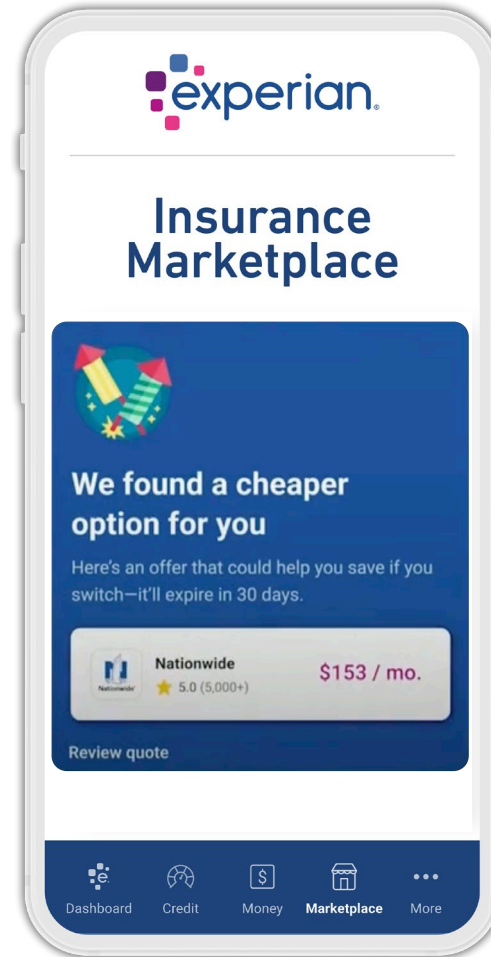 experian.
Insurance
Marketplace
We found a cheaper
option for you
Here's an offer that could help you save if you
switch—it'll expire in 30 days.
Nationwide
Nationwide
5.0 (5,000+)
$153 / mo.
Review quote
e.
$
Dashboard
Credit
Money
Marketplace
More